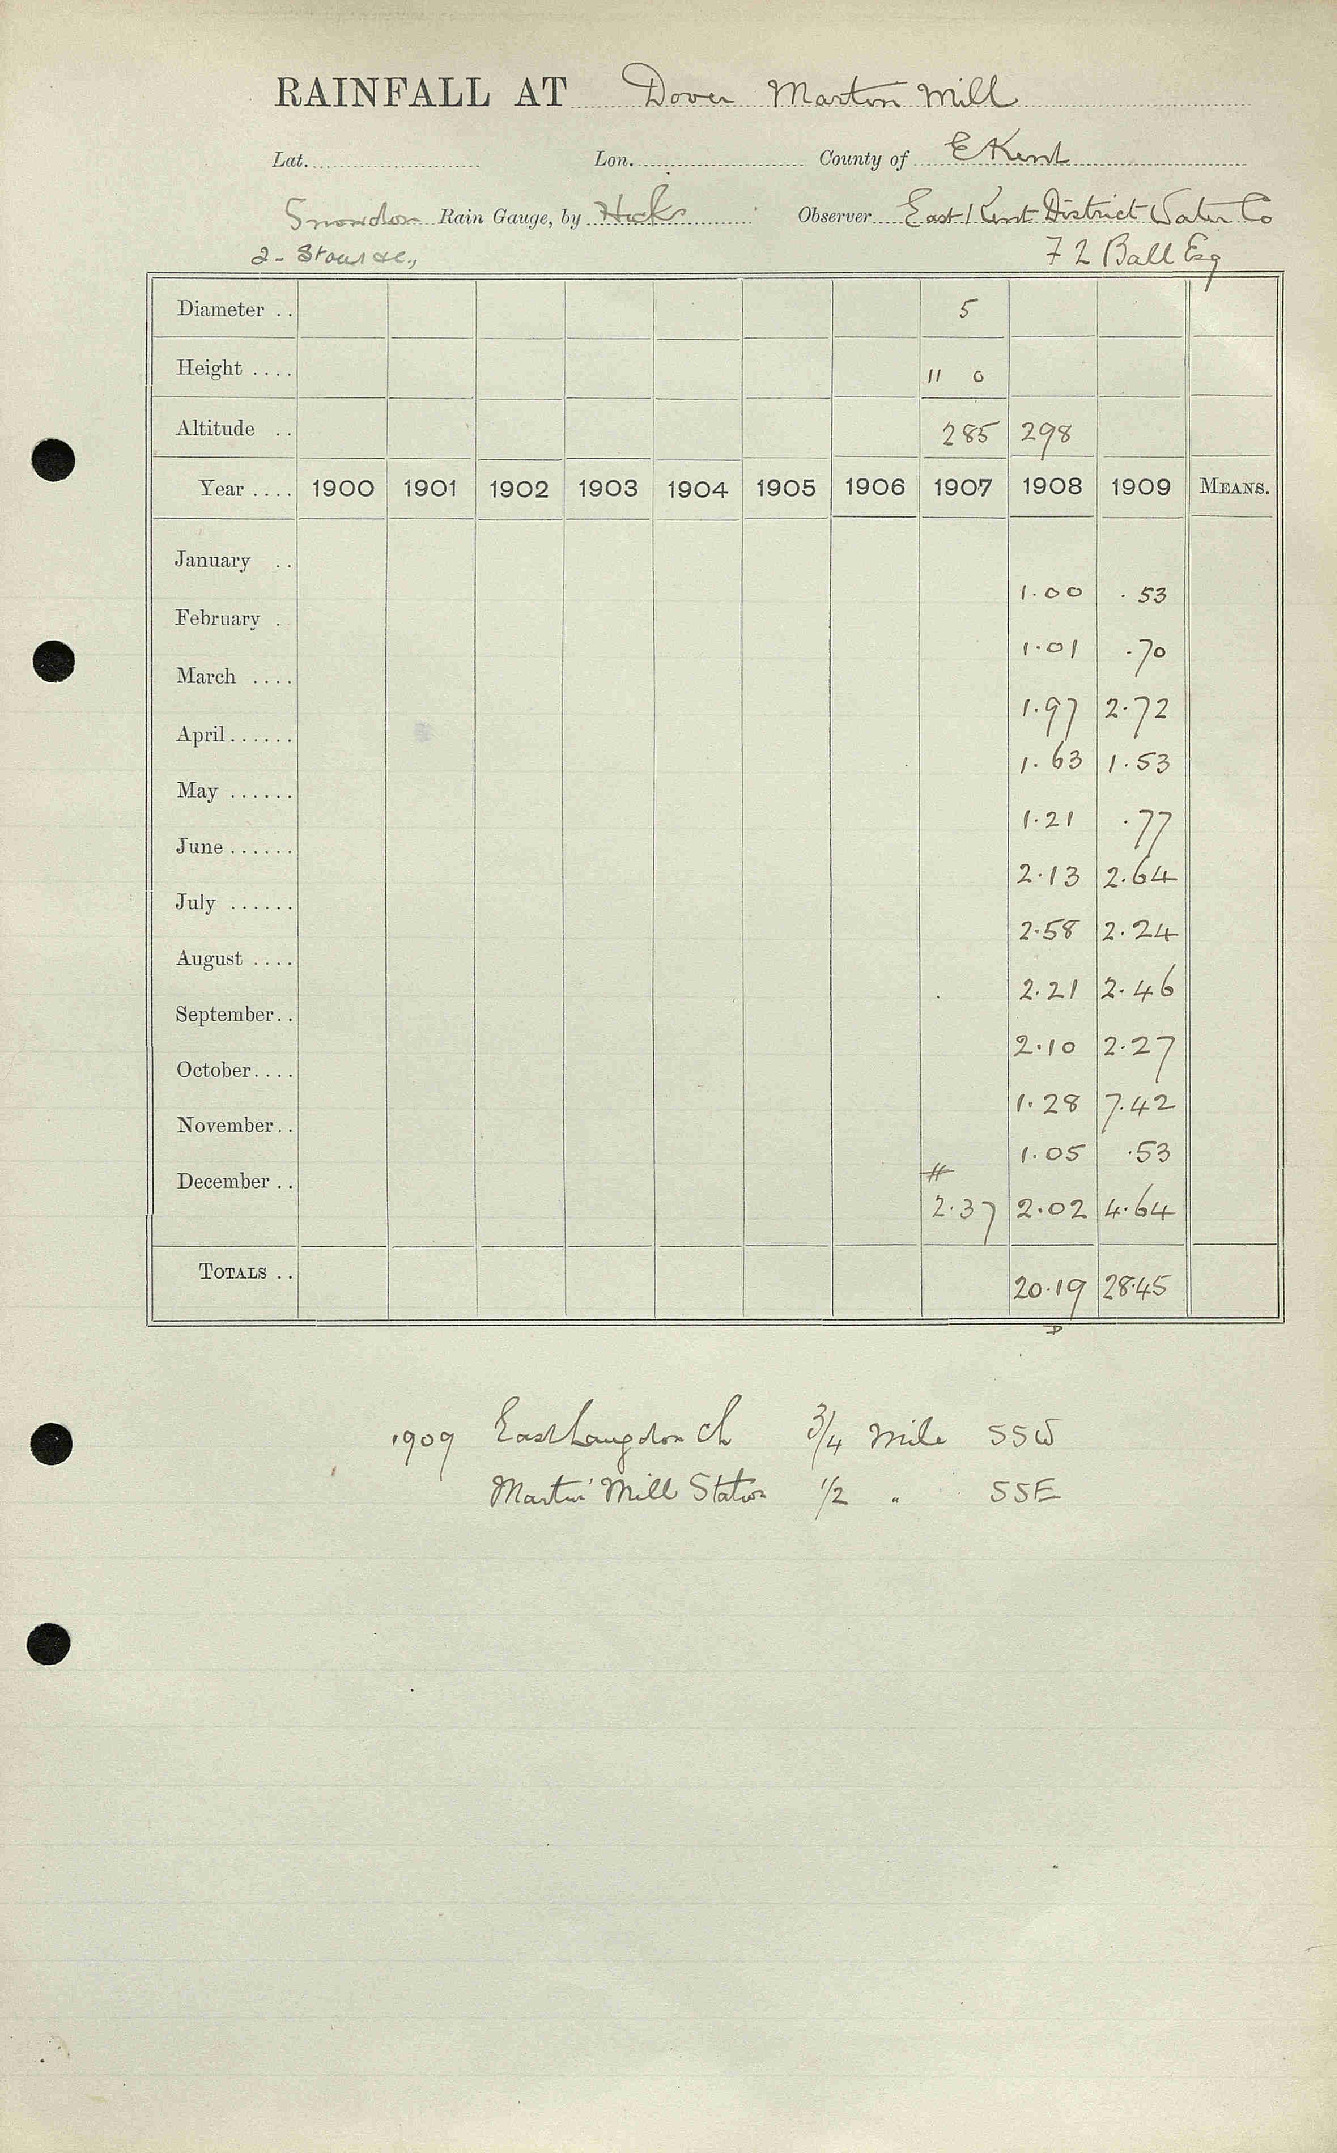 RAINFALL AT Dover Martin Mill
Lat. Lon. County of E Kent
Snowdon Rain Gauge, by Hicks Observer East Kent District Water Co
2 - Stour &c., F L Ball Esq
Diameter .. 5
Height .... 11 0
Altitude .. 285 298
Year .... 1900 1901 1902 1903 1904 1905 1906 1907 1908 1909 MEANS.
January .. 1.00 .53
February . 1.01 .70
March .... 1.97 2.72
April...... 1.63 1.53
May ...... 1.21 .77
June ...... 2.13 2.64
July ...... 2.58 2.24
August .... 2.21 2.46
September.. 2.10 2.27
October.... 1.28 7.42
November.. 1.05 .53
December .. # 2.37 2.02 4.64
TOTALS .. 20.19 28.45
1909 East Langdon Ch 3/4 mile SSW
Martin Mill Station 1/2 " SSE